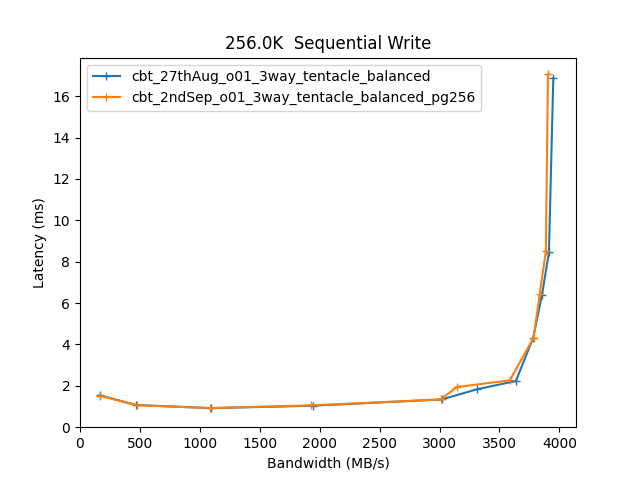 256.0K  Sequential Write
cbt_27thAug_o01_3way_tentacle_balanced
cbt_2ndSep_o01_3way_tentacle_balanced_pg256
Latency (ms)
16
14
12
10
8
6
4
2
0
0 500 1000 1500 2000 2500 3000 3500 4000
Bandwidth (MB/s)